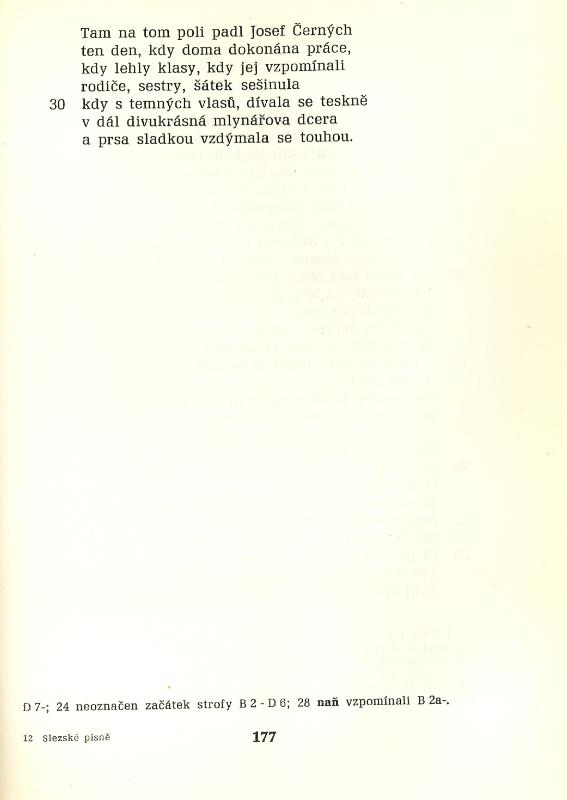 Tam na tom poli padl Josef Černých
ten den, kdy doma dokonána práce,
kdy lehly klasy, kdy jej vzpomínali
rodiče, sestry, šátek sešinula
30 kdy s temných vlasů, dívala se teskně
v dál divukrásná mlynářova dcera
a prsa sladkou vzdýmala se touhou.
D 7-; 24 neoznačen začátek strofy B 2 - D 6; 28 naň vzpomínali B 2a-.
12 Slezské písně
177